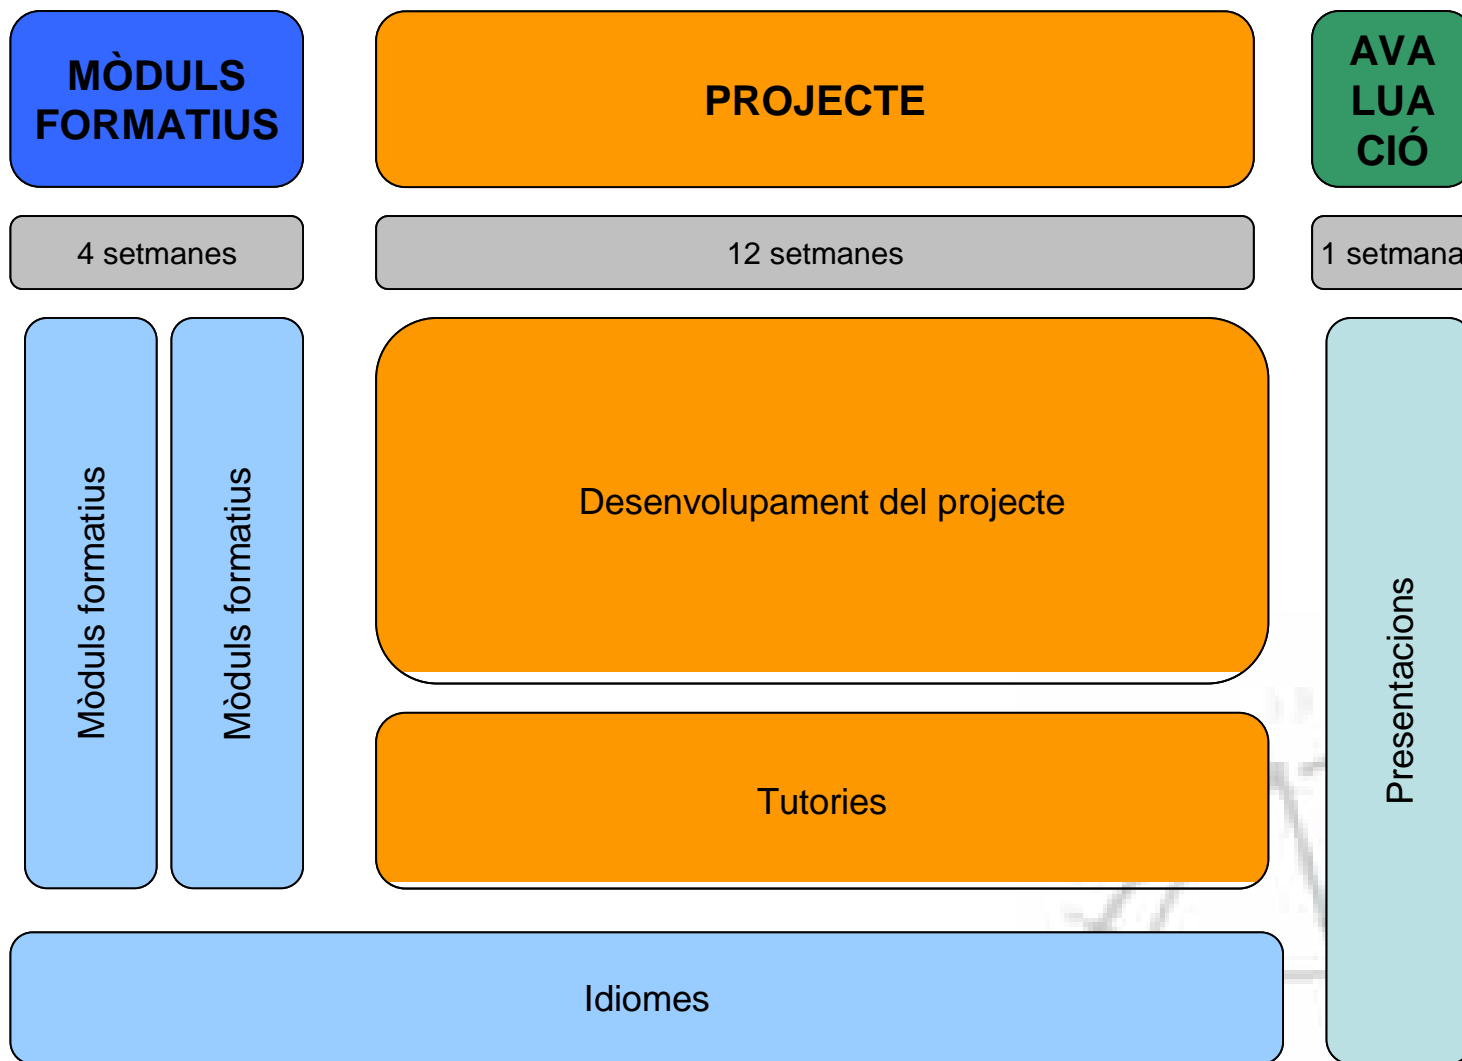 MÒDULS
FORMATIUS
PROJECTE
AVA
LUA
CIÓ
4 setmanes
12 setmanes
1 setmana
Mòduls formatius
Mòduls formatius
Desenvolupament del projecte
Tutories
Presentacions
Idiomes